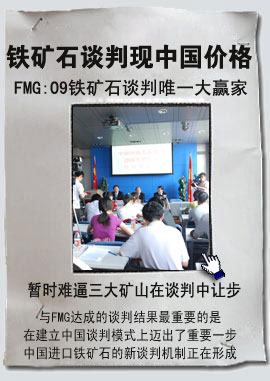 铁矿石谈判现中国价格
FMG:09铁矿石谈判唯一大赢家
暂时难逼三大矿山在谈判中让步
与FMG达成的谈判结果最重要的是
在建立中国谈判模式上迈出了重要一步
中国进口铁矿石的新谈判机制正在形成